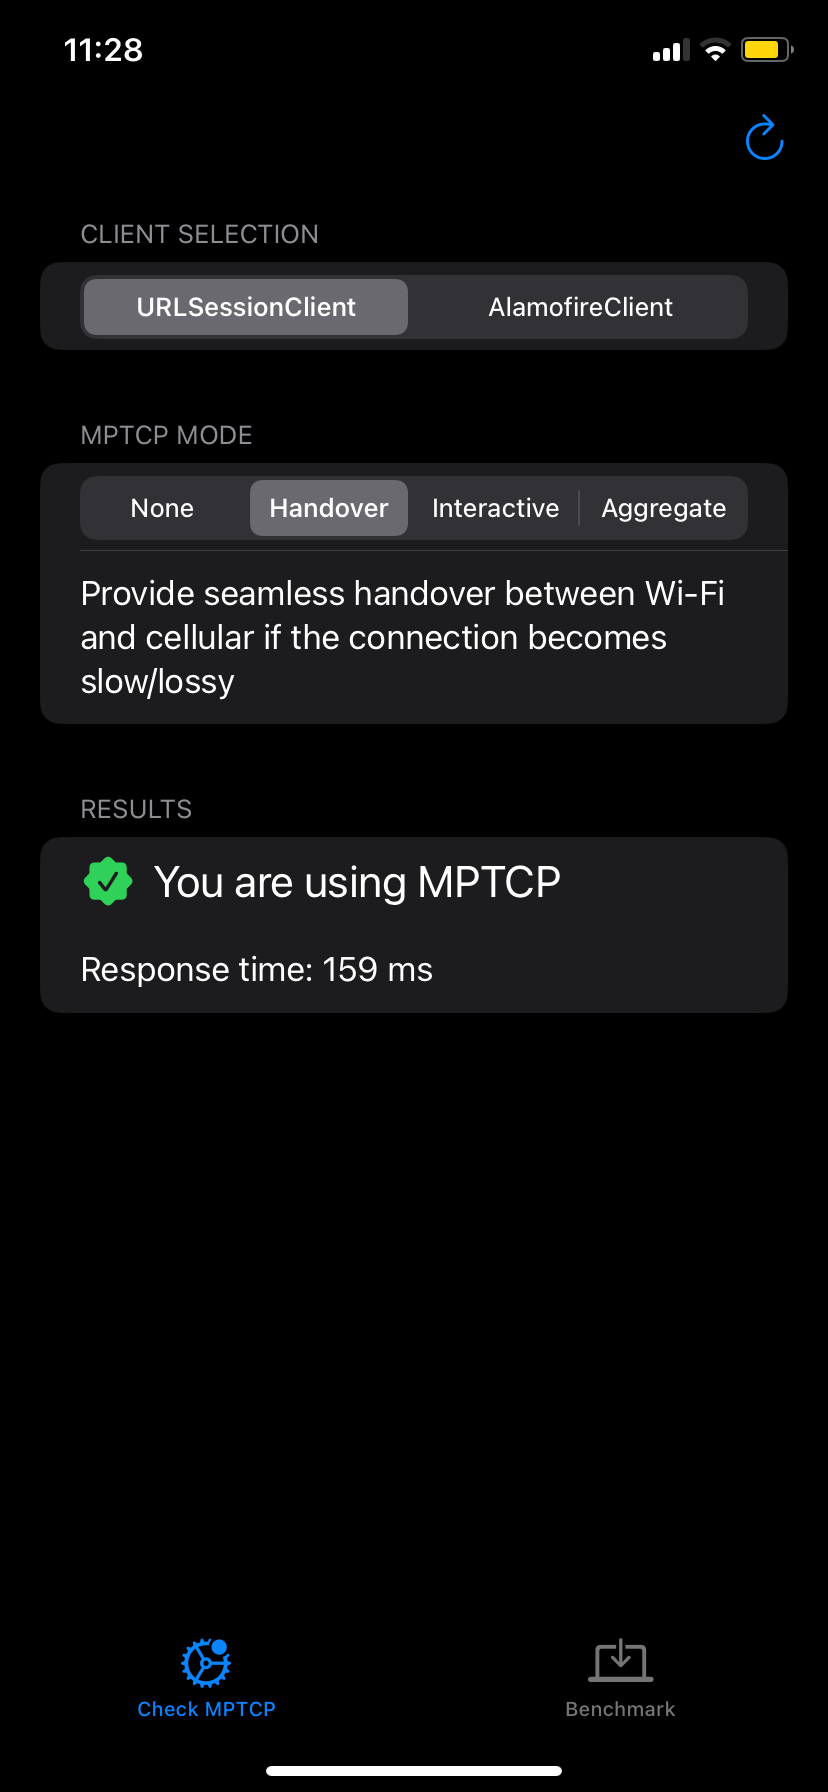 11:28
CLIENT SELECTION
URLSessionClient AlamofireClient
MPTCP MODE
None Handover Interactive Aggregate
Provide seamless handover between Wi-Fi
and cellular if the connection becomes
slow/lossy
RESULTS
You are using MPTCP
Response time: 159 ms
Check MPTCP Benchmark